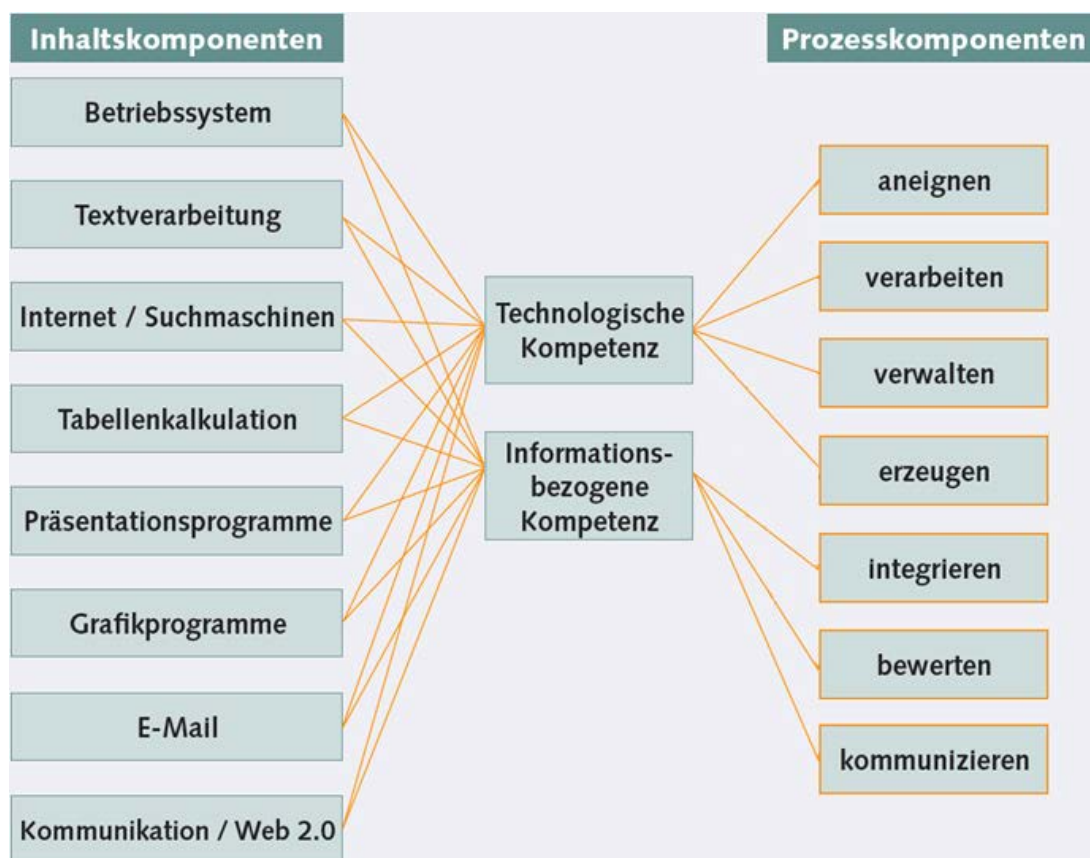 Inhaltskomponenten
Betriebssystem
Textverarbeitung
Internet / Suchmaschinen
Tabellenkalkulation
Präsentationsprogramme
Grafikprogramme
E-Mail
Kommunikation / Web 2.0
Technologische
Kompetenz
Informations-
bezogene
Kompetenz
Prozesskomponenten
aneignen
verarbeiten
verwalten
erzeugen
integrieren
bewerten
kommunizieren